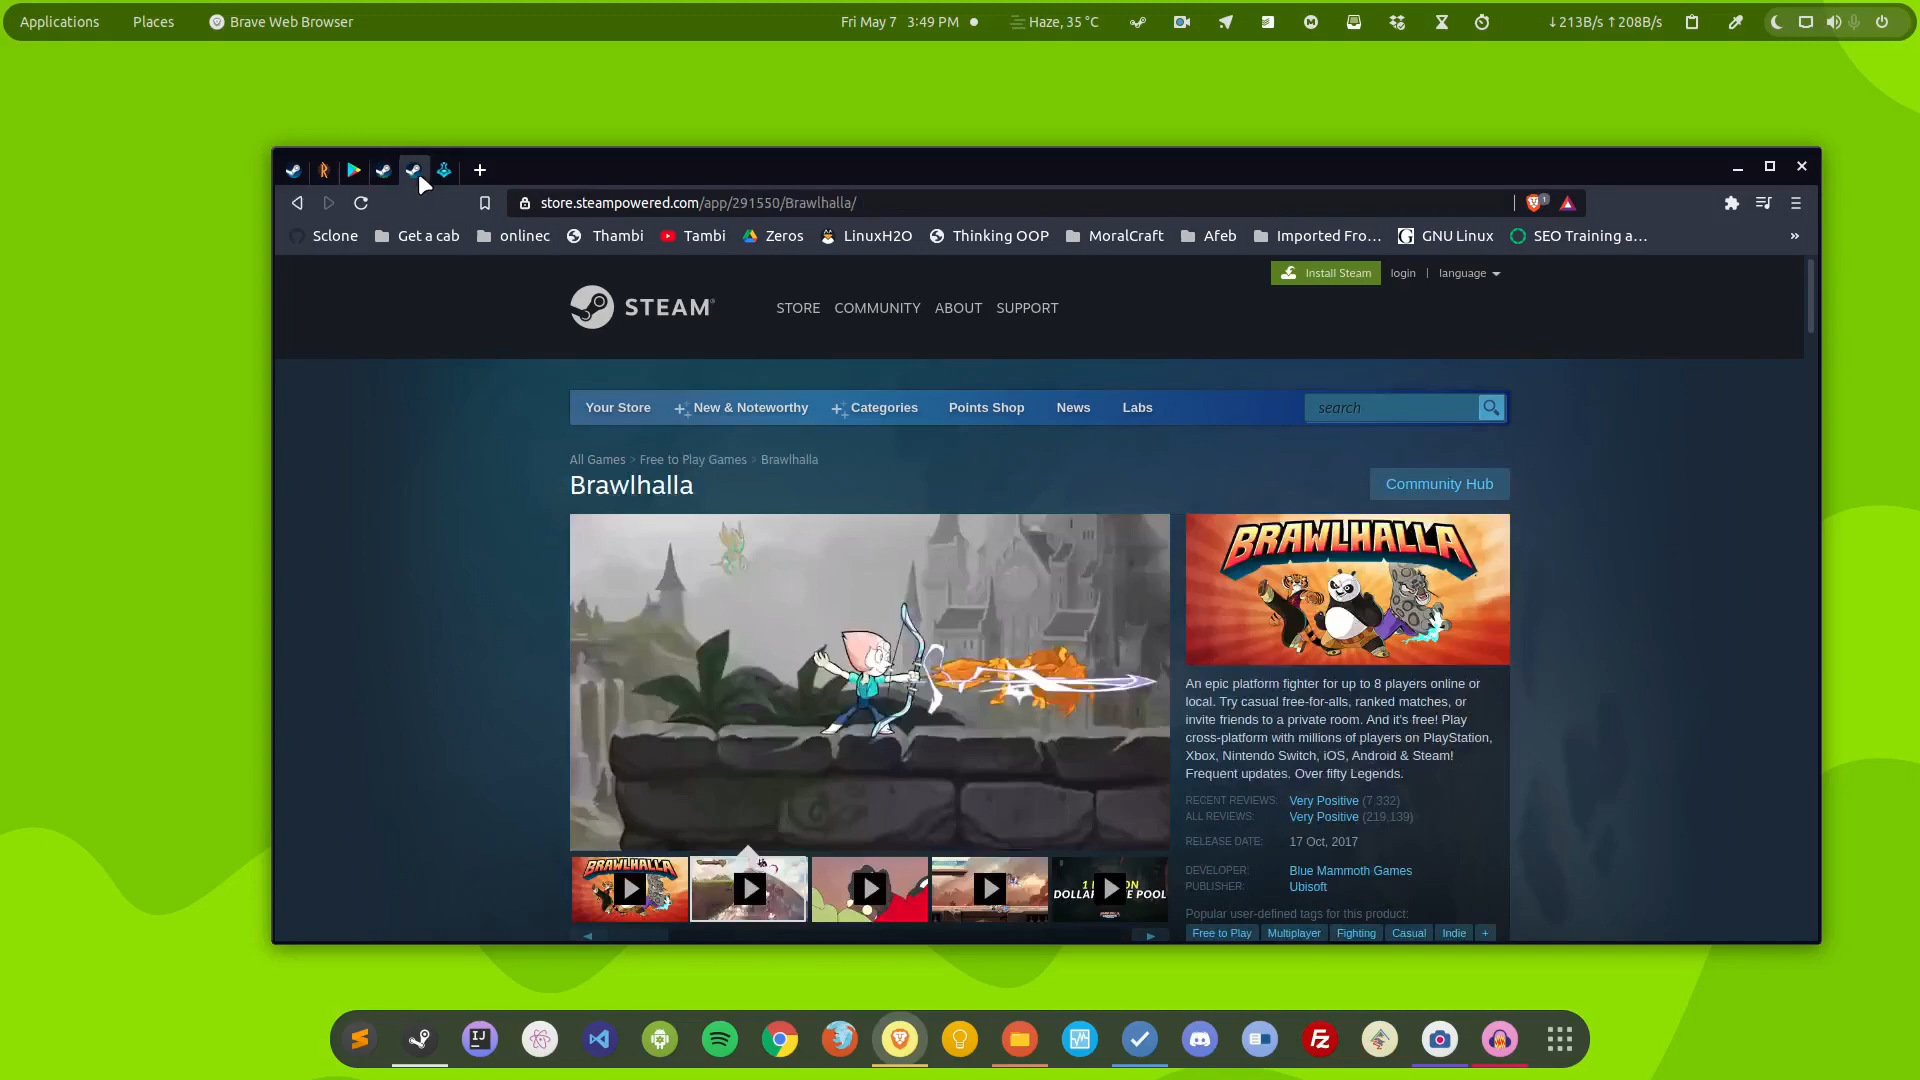 Applications Places Brave Web Browser Fri May 7 3:49 PM Haze, 35 °C ↓213B/s ↑208B/s
store.steampowered.com/app/291550/Brawlhalla/ 1
Sclone Get a cab onlinec Thambi Tambi Zeros LinuxH2O Thinking OOP MoralCraft Afeb Imported Fro... GNU Linux SEO Training a... »
Install Steam login | language
STEAM® STORE COMMUNITY ABOUT SUPPORT
Your Store New & Noteworthy Categories Points Shop News Labs search
All Games > Free to Play Games > Brawlhalla
Brawlhalla
Community Hub
BRAWLHALLA
An epic platform fighter for up to 8 players online or
local. Try casual free-for-alls, ranked matches, or
invite friends to a private room. And it's free! Play
cross-platform with millions of players on PlayStation,
Xbox, Nintendo Switch, iOS, Android & Steam!
Frequent updates. Over fifty Legends.
RECENT REVIEWS: Very Positive (7,332)
ALL REVIEWS: Very Positive (219,139)
RELEASE DATE: 17 Oct, 2017
DEVELOPER: Blue Mammoth Games
PUBLISHER: Ubisoft
Popular user-defined tags for this product:
Free to Play Multiplayer Fighting Casual Indie +
BRAWLHALLA
IJ
Fz